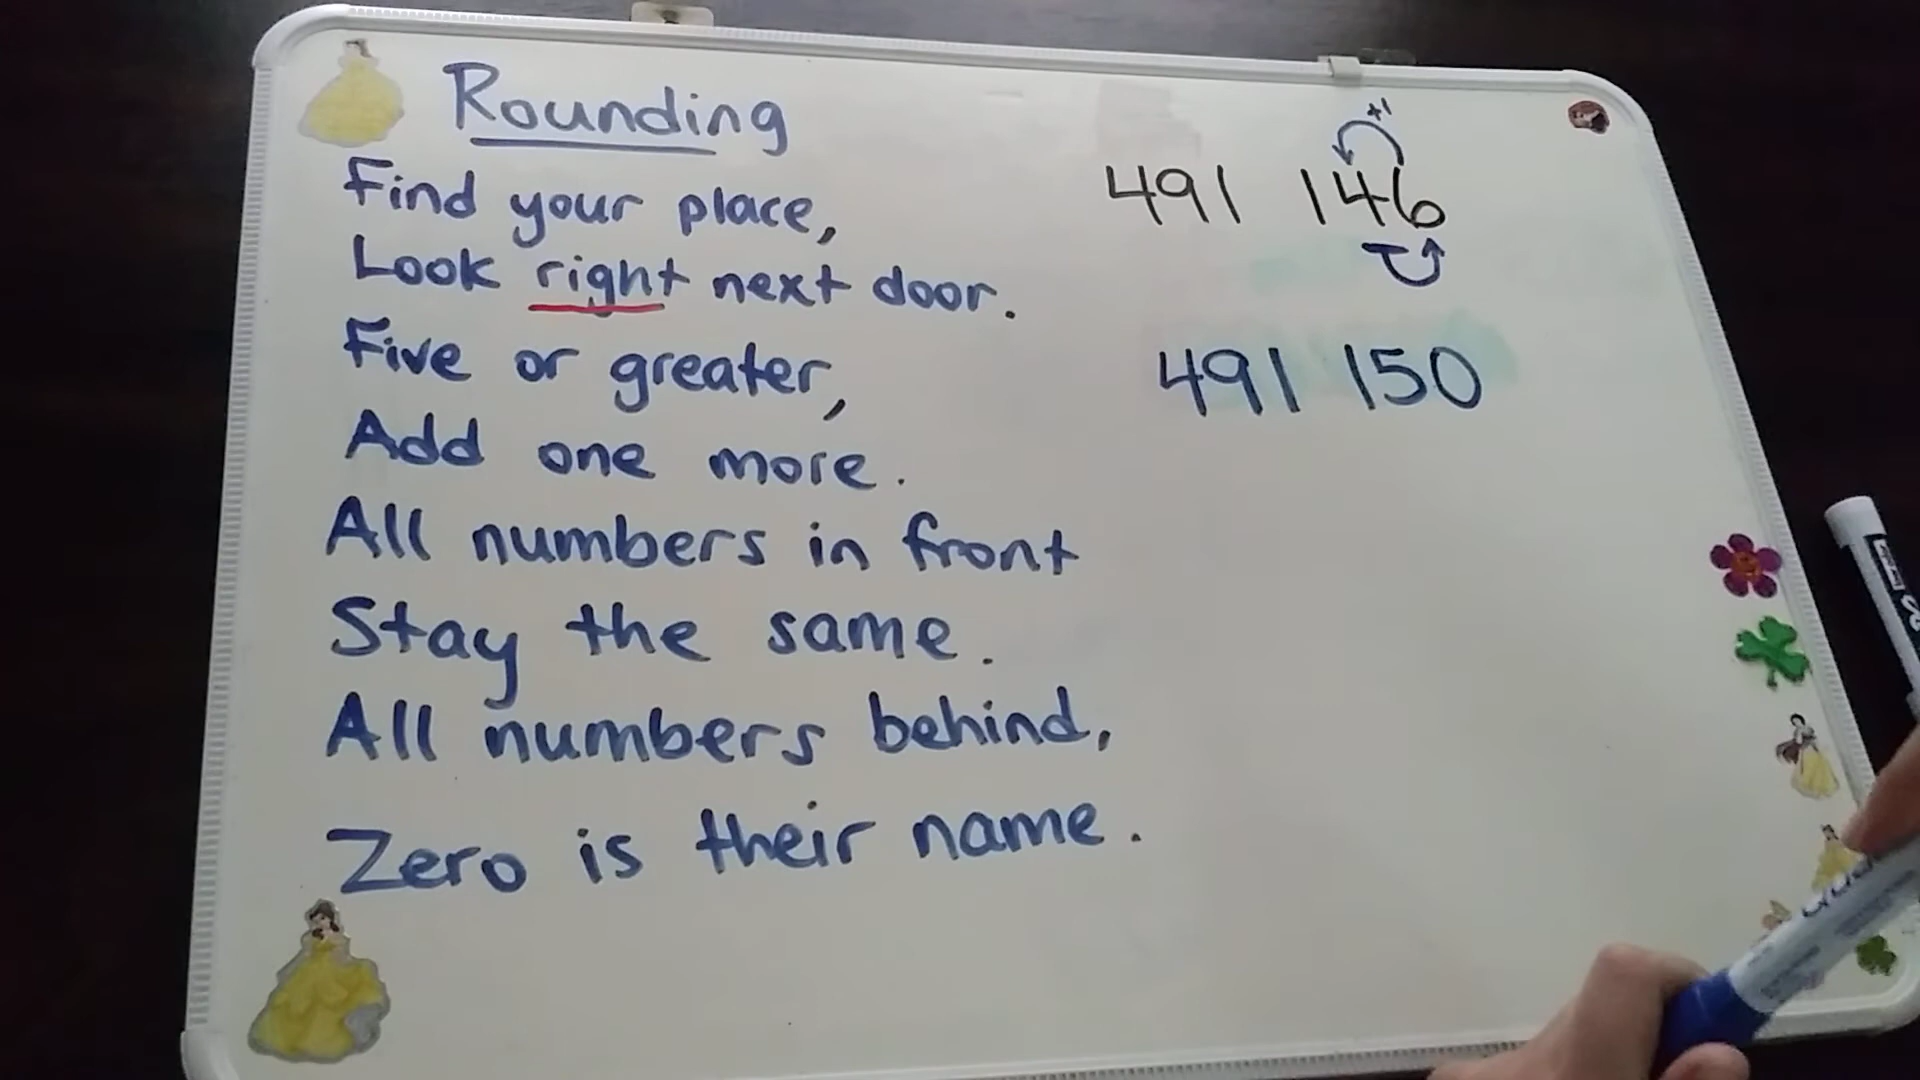 Rounding
Find your place,
Look right next door.
Five or greater,
Add one more.
All numbers in front
Stay the same.
All numbers behind,
Zero is their name.
+1
491 146
491 150